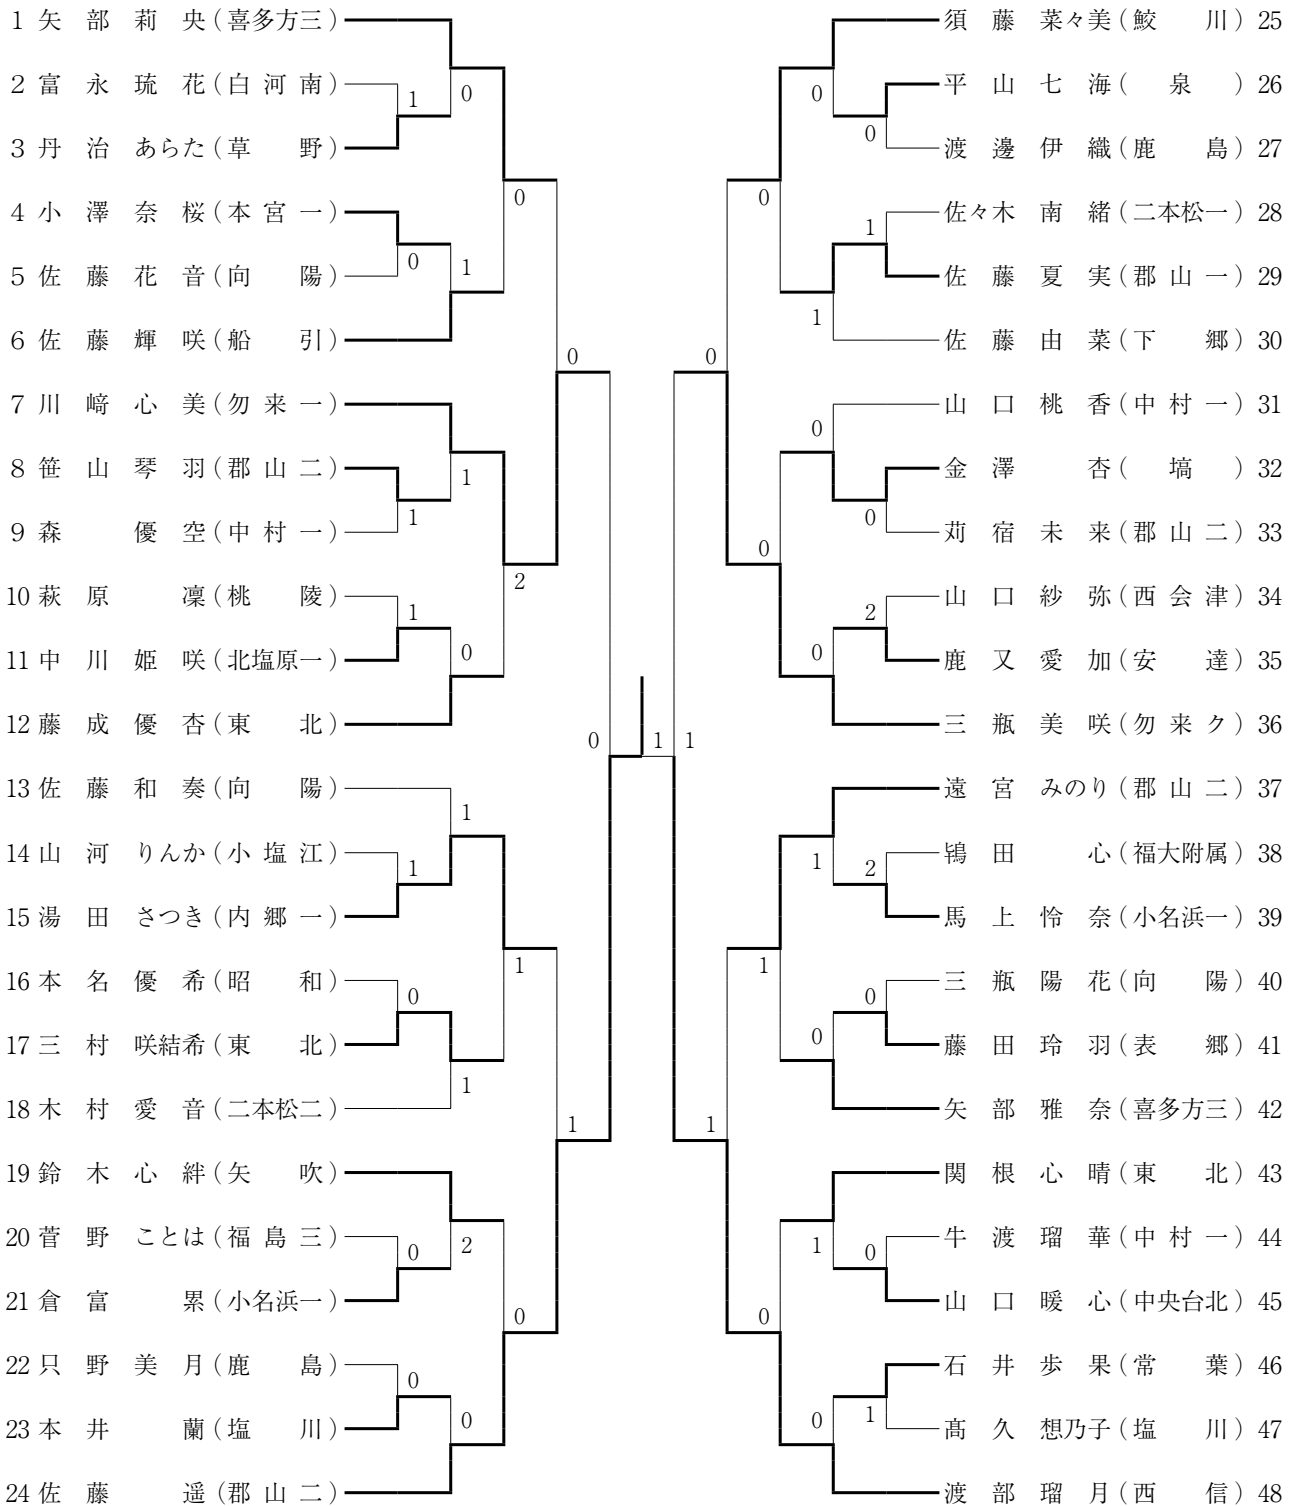 1 矢部莉央(喜多方三)
2 富永琉花(白河南)
1
0
3 丹治あらた(草野)
0
4 小澤奈桜(本宮一)
0
1
5 佐藤花音(向陽)
6 佐藤輝咲(船引)
0
7 川﨑心美(勿来一)
8 笹山琴羽(郡山二)
1
1
9 森優空(中村一)
2
10 萩原凜(桃陵)
1
11 中川姫咲(北塩原一)
0
12 藤成優杏(東北)
0
13 佐藤和奏(向陽)
1
14 山河りんか(小塩江)
1
15 湯田さつき(内郷一)
1
16 本名優希(昭和)
0
17 三村咲結希(東北)
1
18 木村愛音(二本松二)
1
19 鈴木心絆(矢吹)
20 菅野ことは(福島三)
0
2
21 倉富累(小名浜一)
0
22 只野美月(鹿島)
0
23 本井蘭(塩川)
0
24 佐藤遥(郡山二)
1
1
須藤菜々美(鮫川) 25
0
平山七海(泉) 26
0
渡邊伊織(鹿島) 27
0
佐々木南緒(二本松一) 28
1
佐藤夏実(郡山一) 29
1
佐藤由菜(下郷) 30
0
山口桃香(中村一) 31
0
金澤杏(塙) 32
0
苅宿未来(郡山二) 33
0
山口紗弥(西会津) 34
2
0
鹿又愛加(安達) 35
三瓶美咲(勿来ク) 36
遠宮みのり(郡山二) 37
1
2
鴇田心(福大附属) 38
馬上怜奈(小名浜一) 39
1
三瓶陽花(向陽) 40
0
0
藤田玲羽(表郷) 41
矢部雅奈(喜多方三) 42
1
関根心晴(東北) 43
1
0
牛渡瑠華(中村一) 44
山口暖心(中央台北) 45
0
石井歩果(常葉) 46
0
1
髙久想乃子(塩川) 47
渡部瑠月(西信) 48